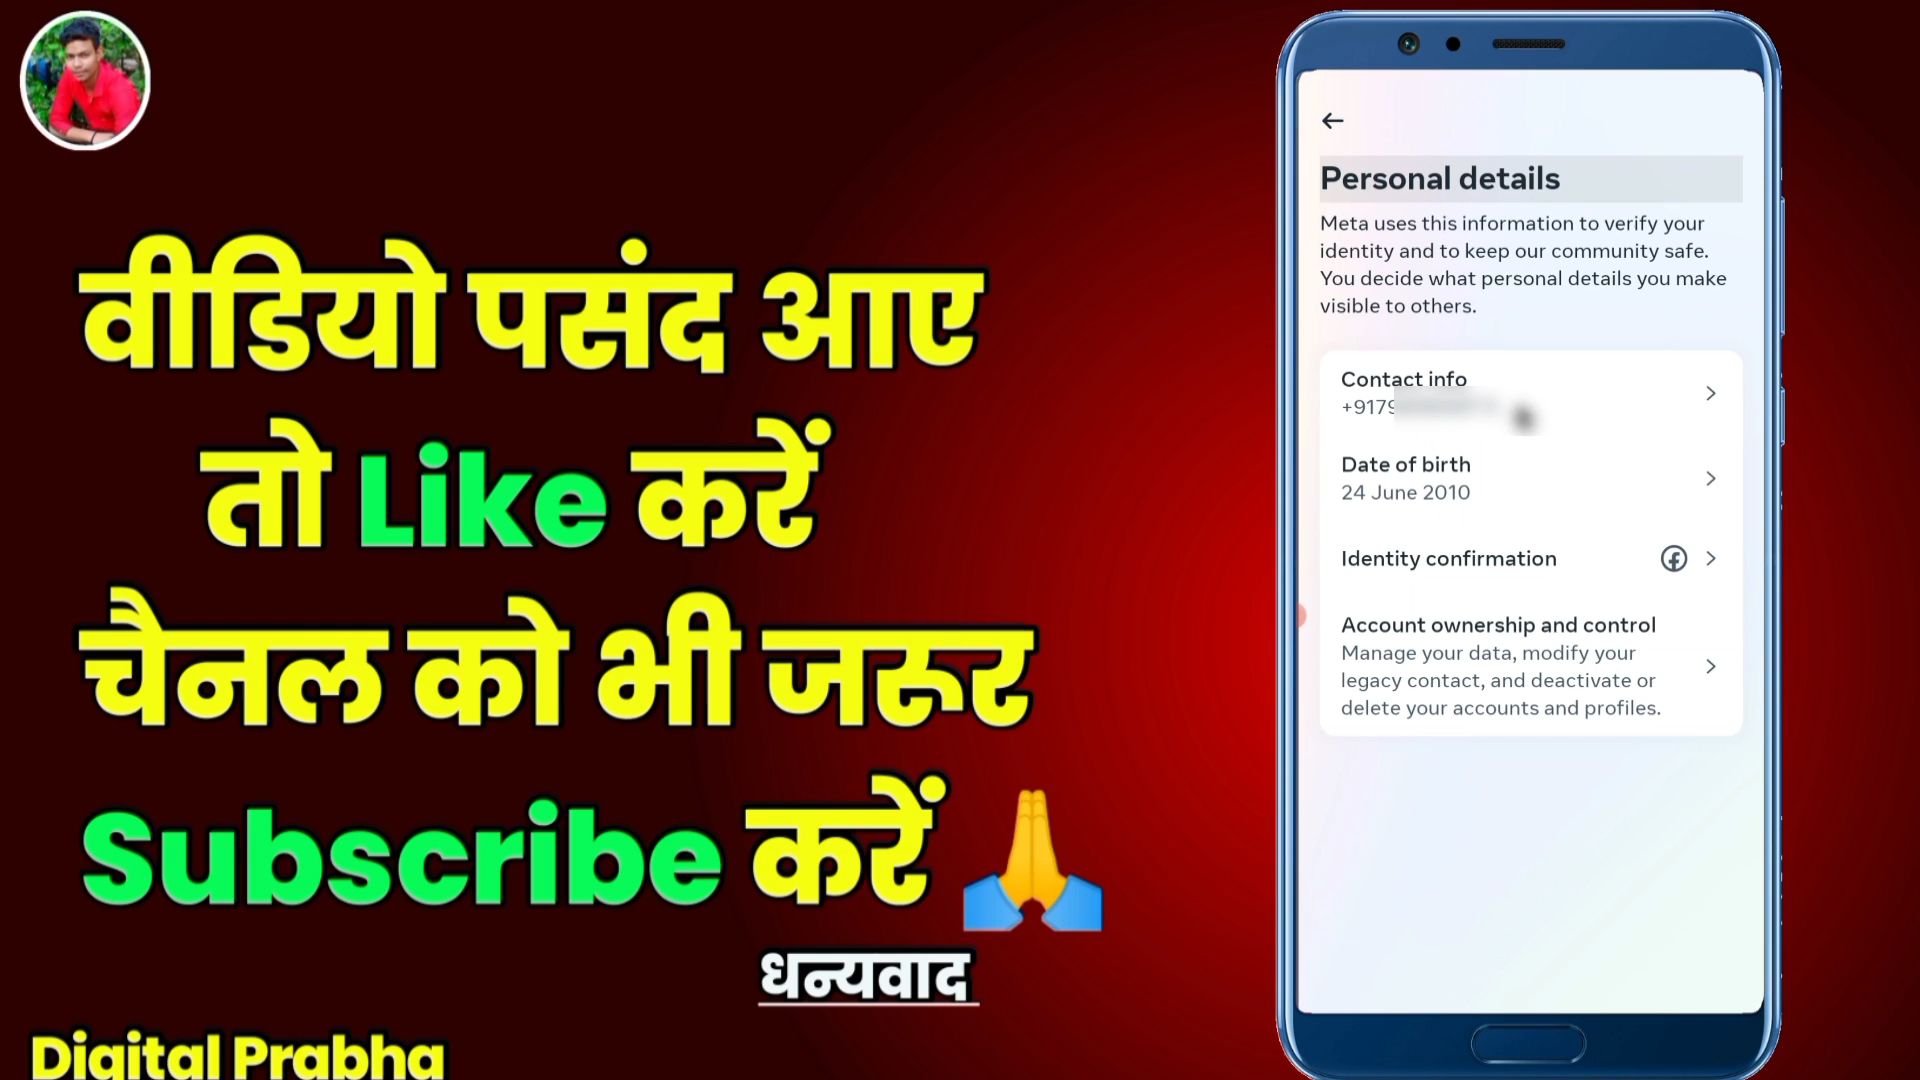 वीडियो पसंद आए
तो Like करें
चैनल को भी जरूर
Subscribe करें
धन्यवाद
Digital Prabha
Personal details
Meta uses this information to verify your
identity and to keep our community safe.
You decide what personal details you make
visible to others.
Contact info
+9179
Date of birth
24 June 2010
Identity confirmation
Account ownership and control
Manage your data, modify your
legacy contact, and deactivate or
delete your accounts and profiles.